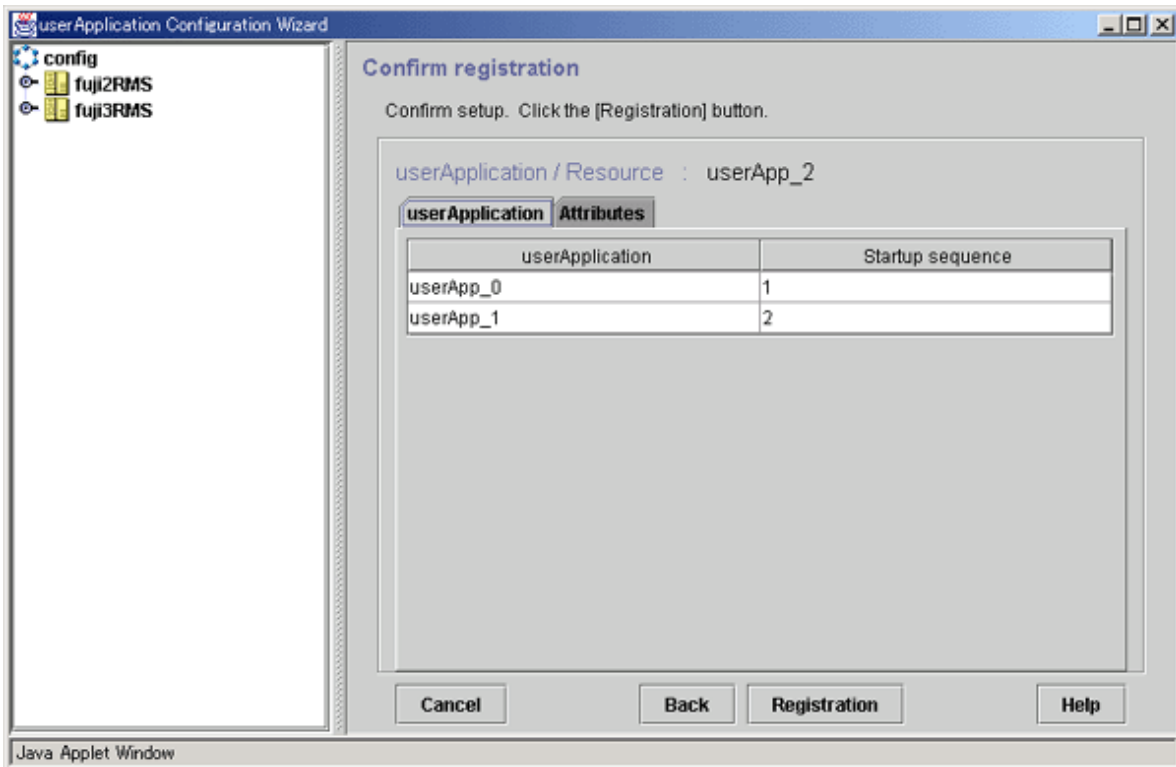 userApplication Configuration Wizard
config
fuji2RMS
fuji3RMS
Confirm registration
Confirm setup. Click the [Registration] button.
userApplication / Resource : userApp_2
userApplication Attributes
userApplication Startup sequence
userApp_0 1
userApp_1 2
Cancel Back Registration Help
Java Applet Window